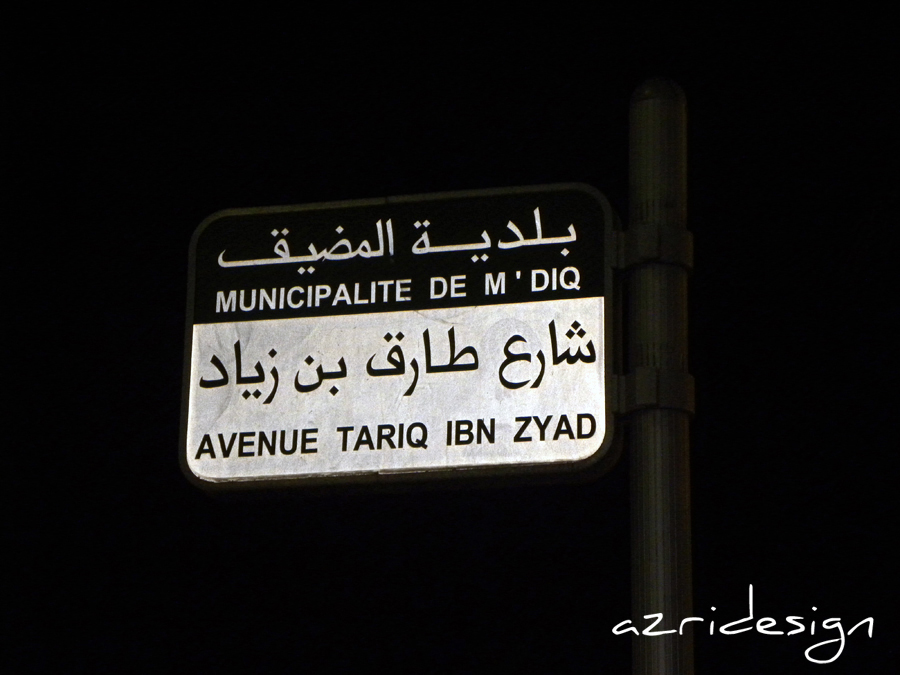 بلدية المضيق
MUNICIPALITE DE M'DIQ
شارع طارق بن زياد
AVENUE TARIQ IBN ZYAD
azridesign